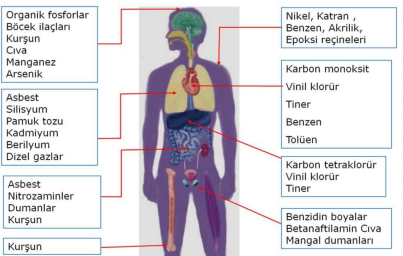 Organik fosforlar
Böcek ilaçları
Kurşun
Cıva
Manganez
Arsenik
Asbest
Silisyum
Pamuk tozu
Kadmiyum
Berilyum
Dizel gazlar
Asbest
Nitrozaminler
Dumanlar
Kurşun
Kurşun
Nikel, Katran ,
Benzen, Akrilik,
Epoksi reçineleri
Karbon monoksit
Vinil klorür
Tiner
Benzen
Tolüen
Karbon tetraklorür
Vinil klorür
Tiner
Benzidin boyalar
Betanaftilamin Cıva
Mangal dumanları